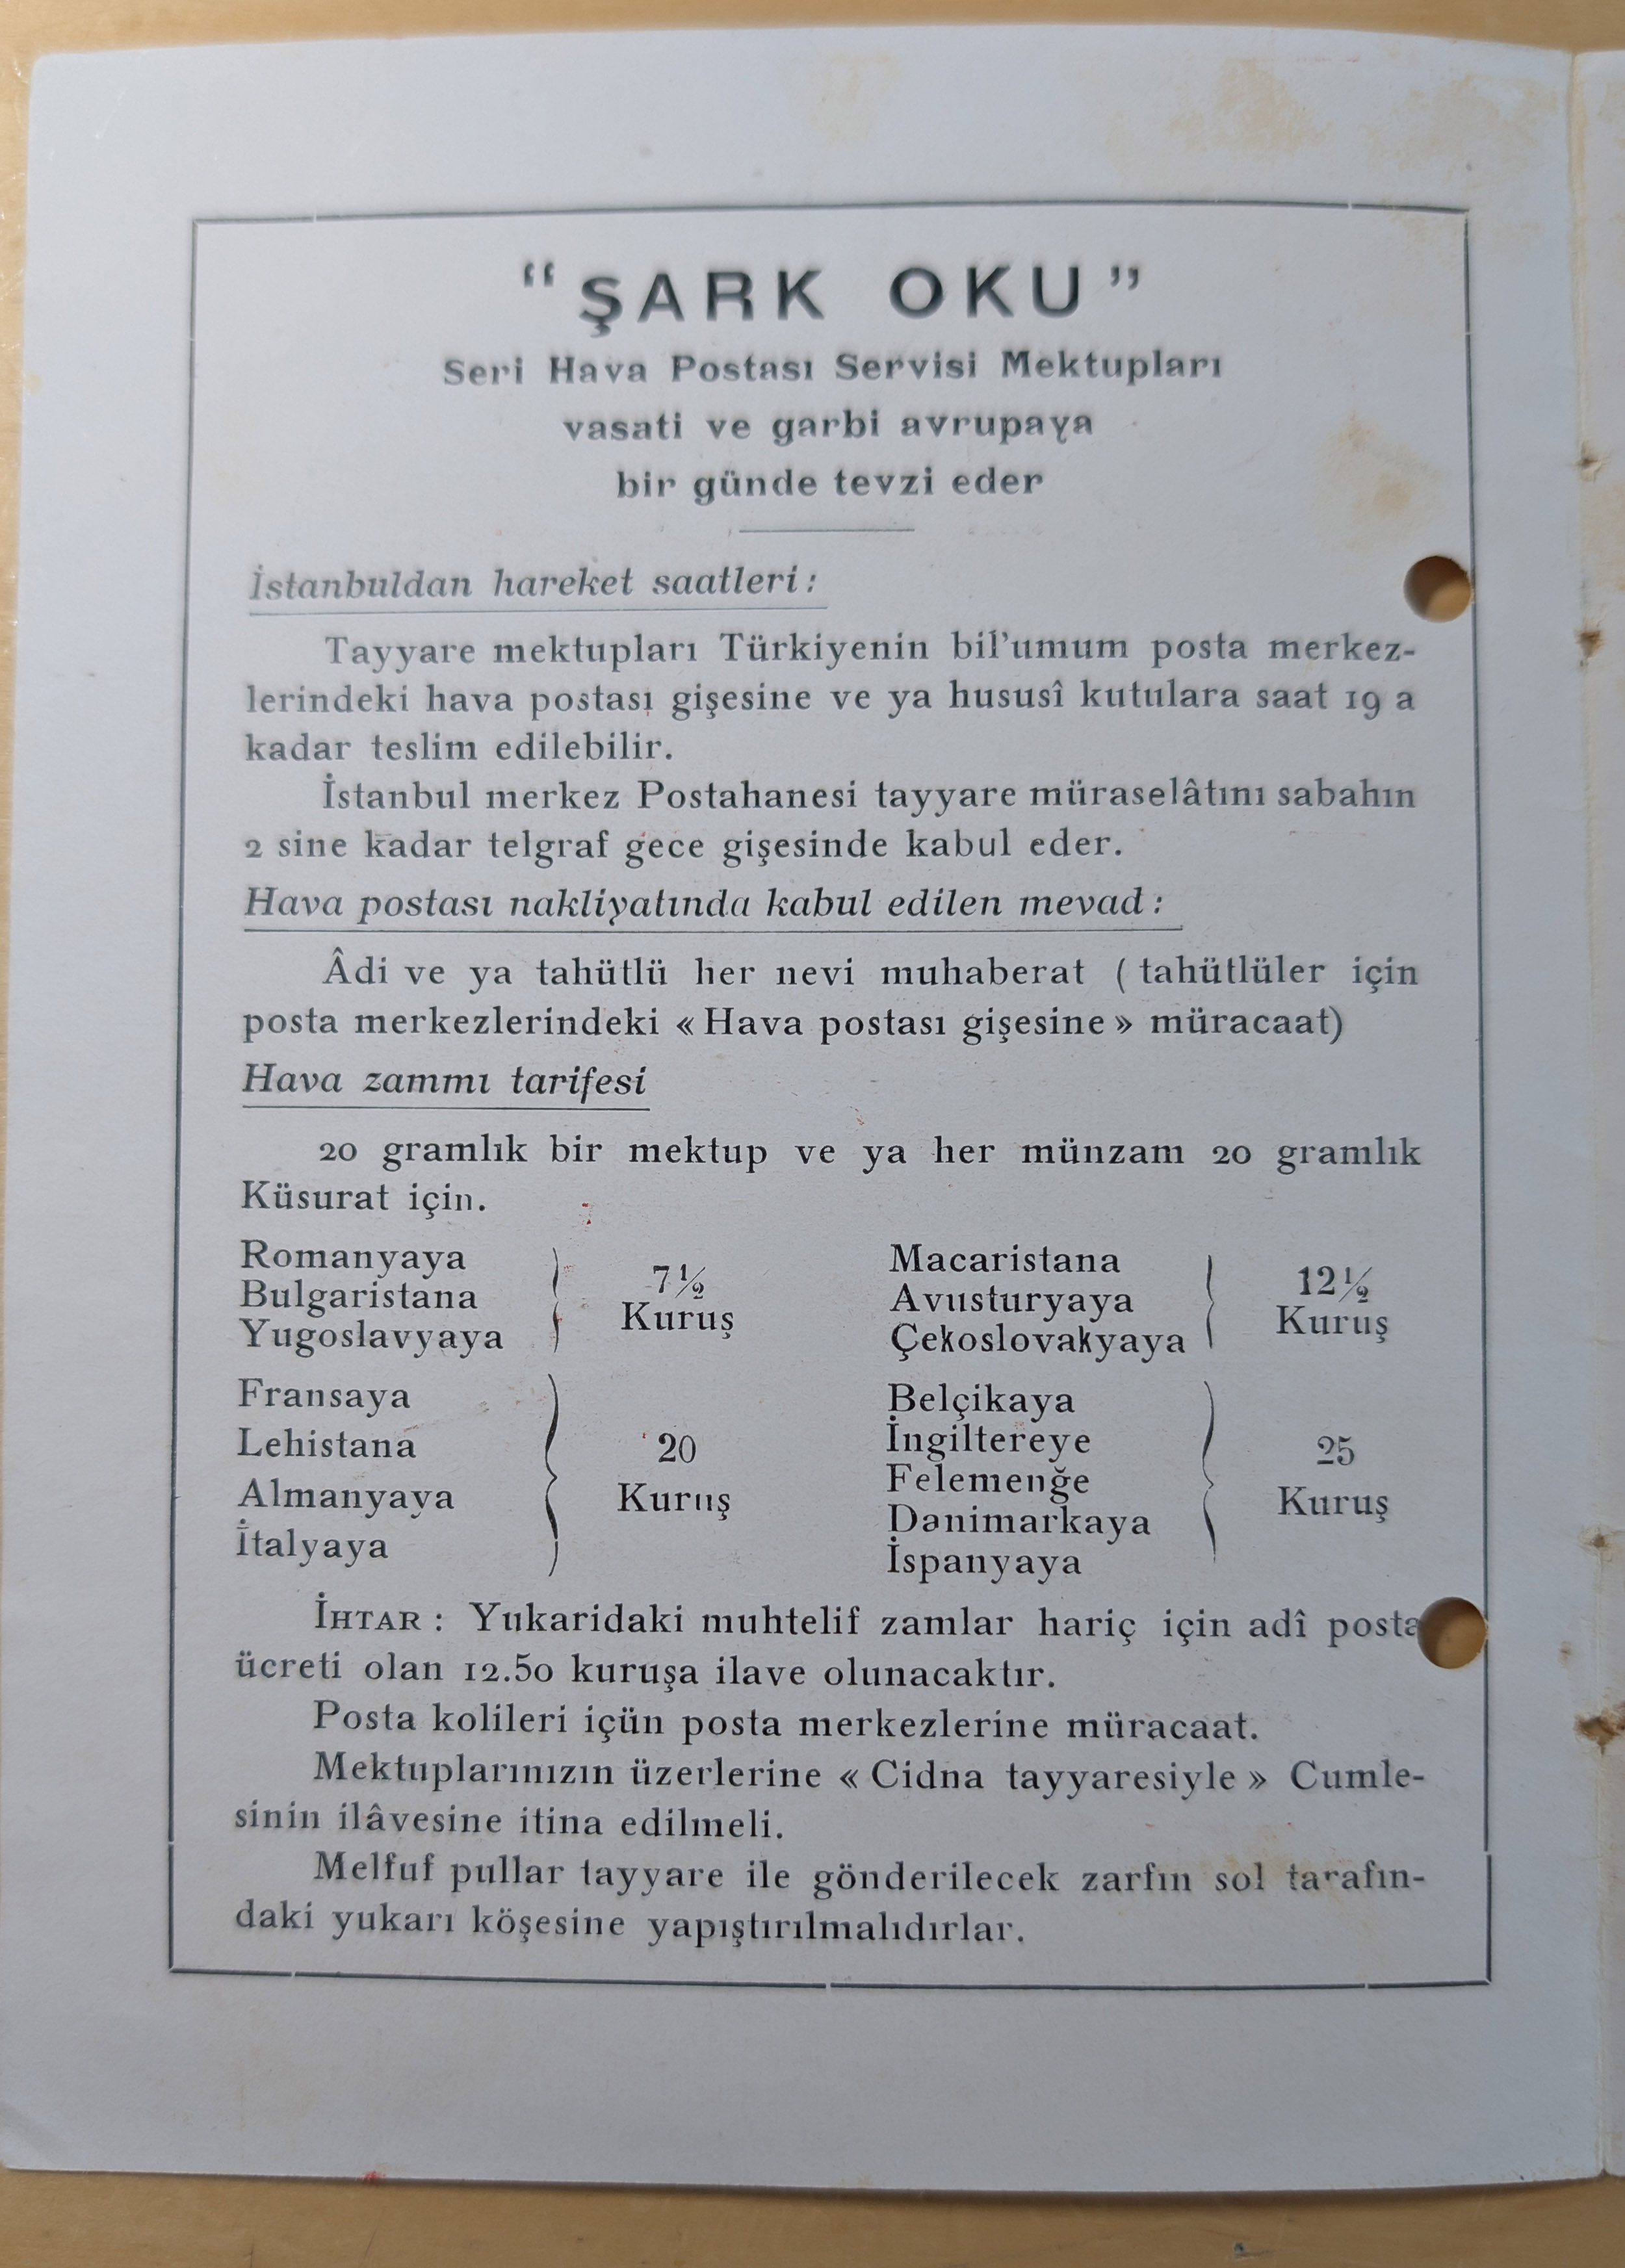 “ŞARK OKU”
Seri Hava Postası Servisi Mektupları
vasati ve garbi avrupaya
bir günde tevzi eder
İstanbuldan hareket saatleri :
Tayyare mektupları Türkiyenin bil'umum posta merkez-
lerindeki hava postası gişesine ve ya hususî kutulara saat 19 a
kadar teslim edilebilir.
İstanbul merkez Postahanesi tayyare müraselâtını sabahın
2 sine kadar telgraf gece gişesinde kabul eder.
Hava postası nakliyatında kabul edilen mevad :
Âdi ve ya tahütlü her nevi muhaberat ( tahütlüler için
posta merkezlerindeki « Hava postası gişesine » müracaat)
Hava zammı tarifesi
20 gramlık bir mektup ve ya her münzam 20 gramlık
Küsurat için.
Romanyaya
Bulgaristana
Yugoslavyaya
7 ½
Kuruş
Macaristana
Avusturyaya
Çekoslovakyaya
12 ½
Kuruş
Fransaya
Lehistana
Almanyaya
İtalyaya
20
Kuruş
Belçikaya
İngiltereye
Felemenğe
Danimarkaya
İspanyaya
25
Kuruş
İHTAR : Yukaridaki muhtelif zamlar hariç için adî posta
ücreti olan 12.50 kuruşa ilave olunacaktır.
Posta kolileri içün posta merkezlerine müracaat.
Mektuplarınızın üzerlerine « Cidna tayyaresiyle » Cumle-
sinin ilâvesine itina edilmeli.
Melfuf pullar tayyare ile gönderilecek zarfın sol tarafın-
daki yukarı köşesine yapıştırılmalıdırlar.